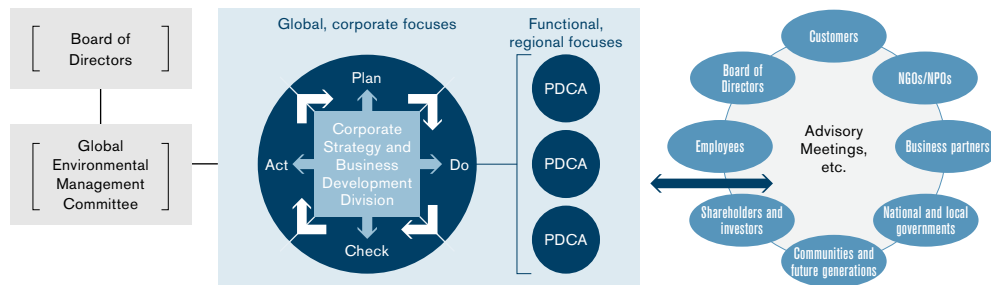 Board of
Directors
Global
Environmental
Management
Committee
Global, corporate focuses
Plan
Act
Corporate
Strategy and
Business
Development
Division
Do
Check
Functional,
regional focuses
PDCA
PDCA
PDCA
Customers
Board of
Directors
NGOs/NPOs
Employees
Advisory
Meetings,
etc.
Business partners
Shareholders and
investors
National and local
governments
Communities and
future generations